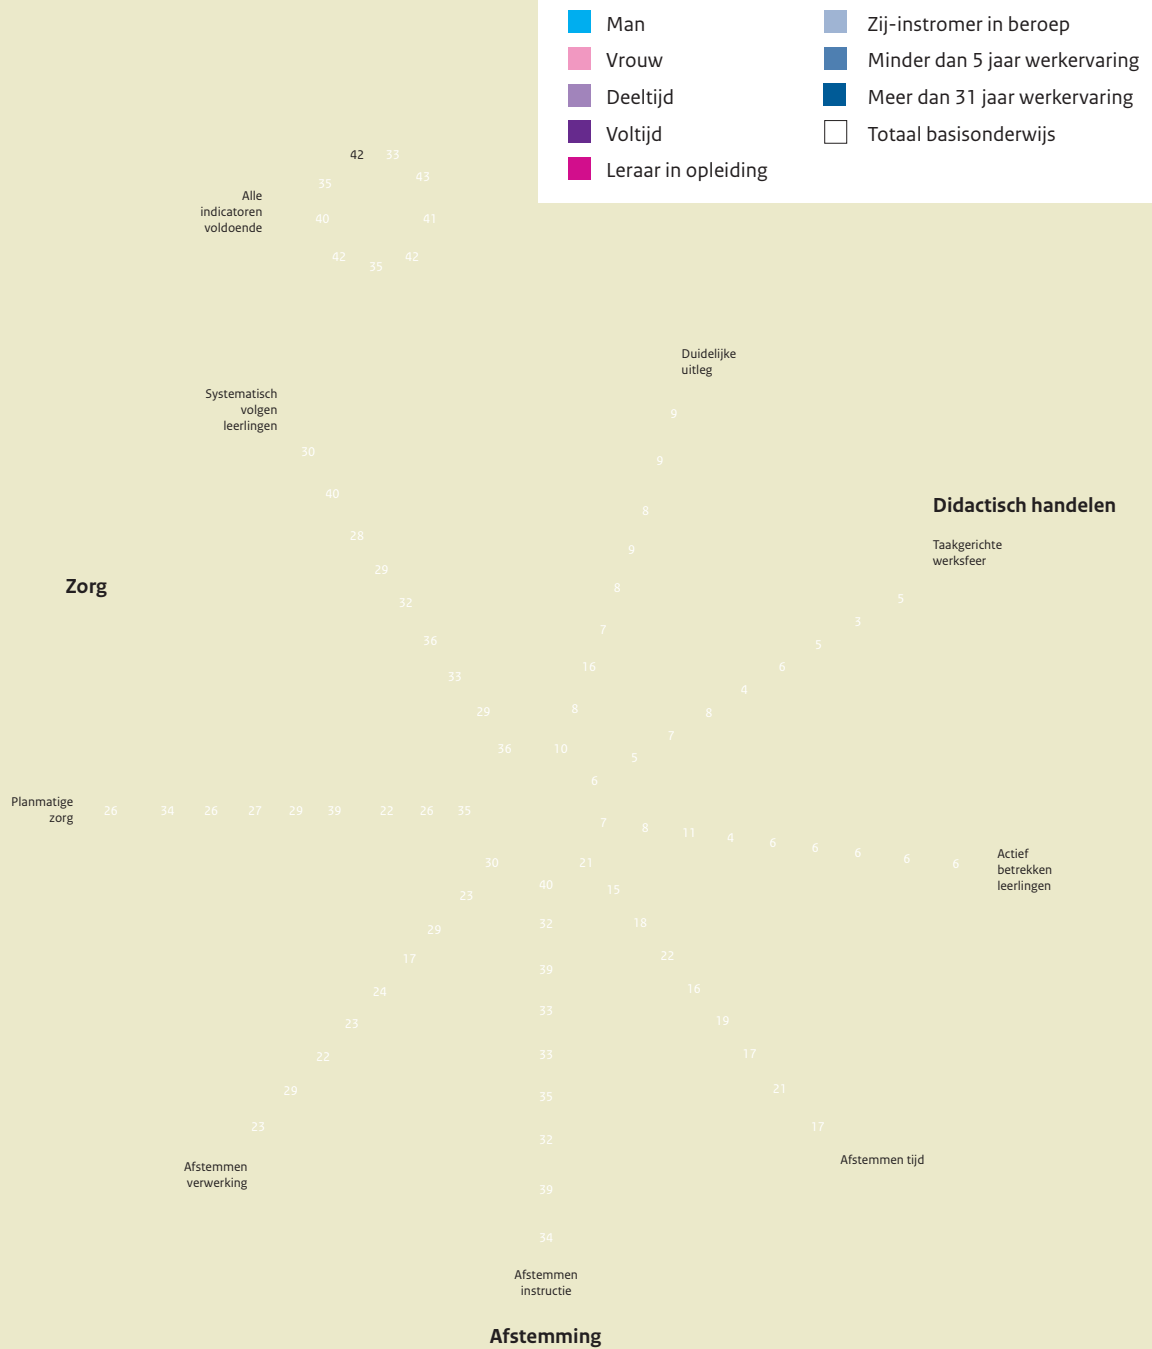 Man
Vrouw
Deeltijd
Voltijd
Leraar in opleiding
Zij-instromer in beroep
Minder dan 5 jaar werkervaring
Meer dan 31 jaar werkervaring
Totaal basisonderwijs
Alle
indicatoren
voldoende
42
33
43
41
42
35
42
40
35
Systematisch
volgen
leerlingen
30
40
28
29
32
36
33
29
36
Duidelijke
uitleg
9
9
8
9
8
7
16
8
10
Didactisch handelen
Taakgerichte
werksfeer
5
3
5
6
4
8
7
5
6
Zorg
Planmatige
zorg
26 34 26 27 29 39 22 26 35
7 8 11 4 6 6 6 6 6
Actief
betrekken
leerlingen
30
23
29
17
24
23
22
29
23
Afstemmen
verwerking
40
32
39
33
33
35
32
39
34
Afstemmen
instructie
21
15
18
22
16
19
17
21
17
Afstemmen tijd
Afstemming